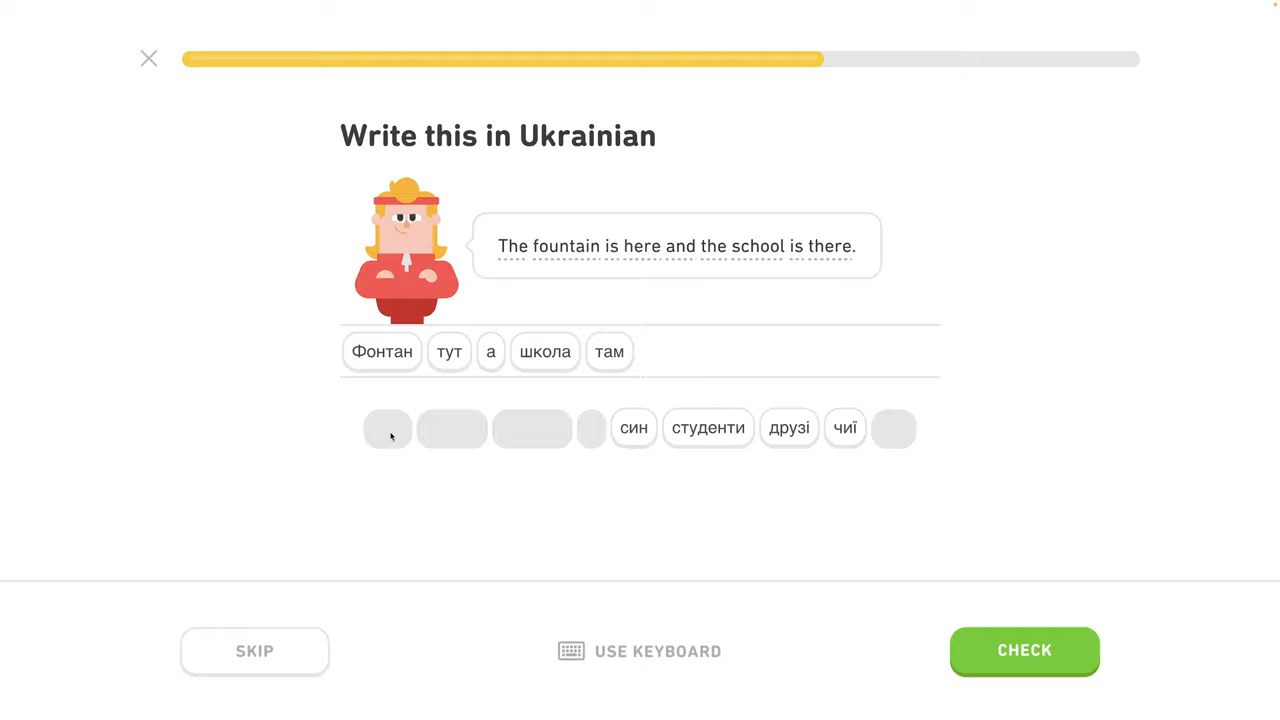 Write this in Ukrainian
The fountain is here and the school is there.
Фонтан тут а школа там
син студенти друзі чиї
SKIP
USE KEYBOARD
CHECK